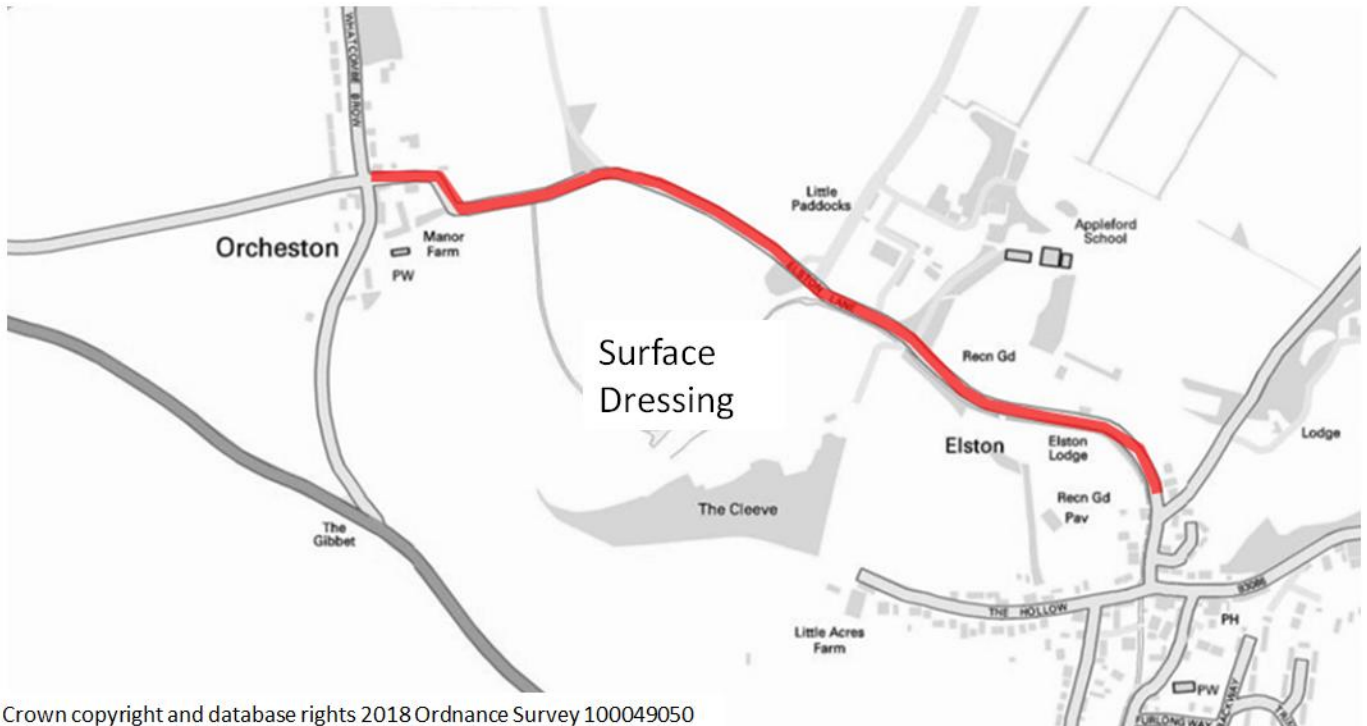 WHATCOMBE BROW
Orcheston
Manor
Farm
PW
Little
Paddocks
Appleford
School
ELSTON LANE
Surface
Dressing
Recn Gd
Elston
Elston
Lodge
Lodge
The Cleeve
Recn Gd
Pav
The
Gibbet
THE HOLLOW
B3086
Little Acres
Farm
PH
PW
FURLONG WAY
Crown copyright and database rights 2018 Ordnance Survey 100049050